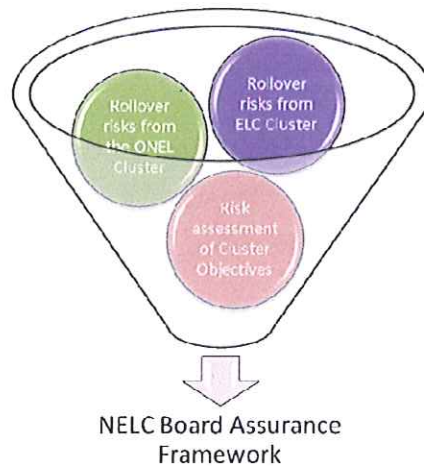 Rollover
risks from
the ONEL
Cluster
Rollover
risks from
ELC Cluster
Risk
assessment
of Cluster
Objectives
NELC Board Assurance
Framework